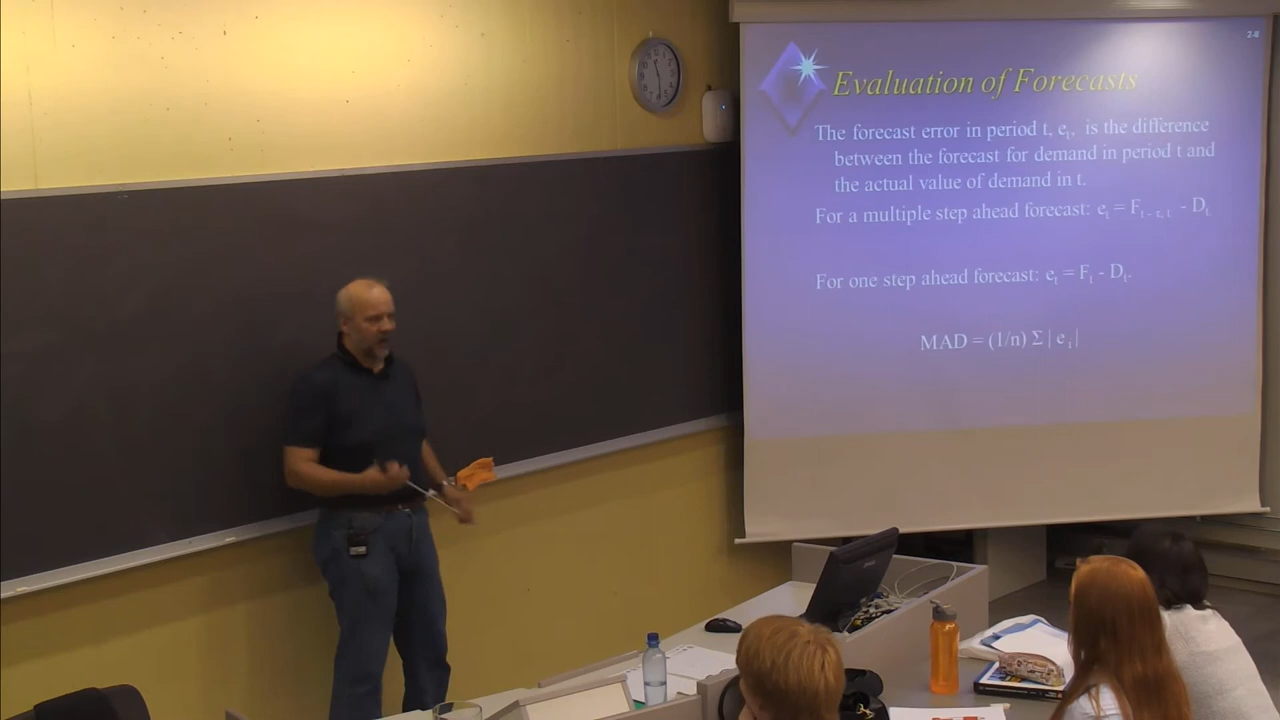 2-8
Evaluation of Forecasts
The forecast error in period t, eₜ, is the difference
between the forecast for demand in period t and
the actual value of demand in t.
For a multiple step ahead forecast: eₜ = Fₜ ₋ τ, ₜ - Dₜ.
For one step ahead forecast: eₜ = Fₜ - Dₜ.
MAD = (1/n) Σ | e ᵢ |